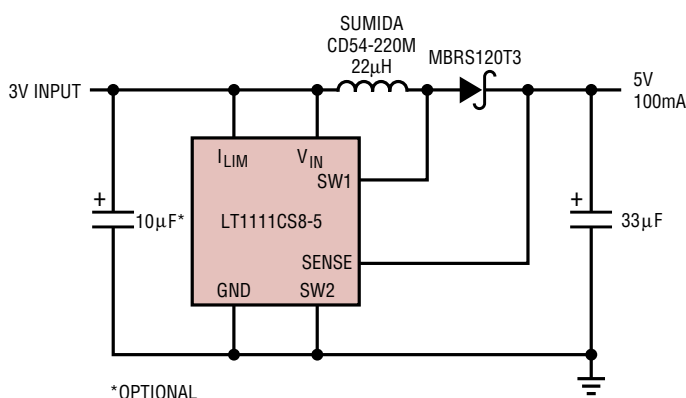 SUMIDA
CD54-220M
22µH
MBRS120T3
3V INPUT
5V
100mA
ILIM
VIN
SW1
+
10µF*
LT1111CS8-5
+
33µF
SENSE
GND
SW2
*OPTIONAL